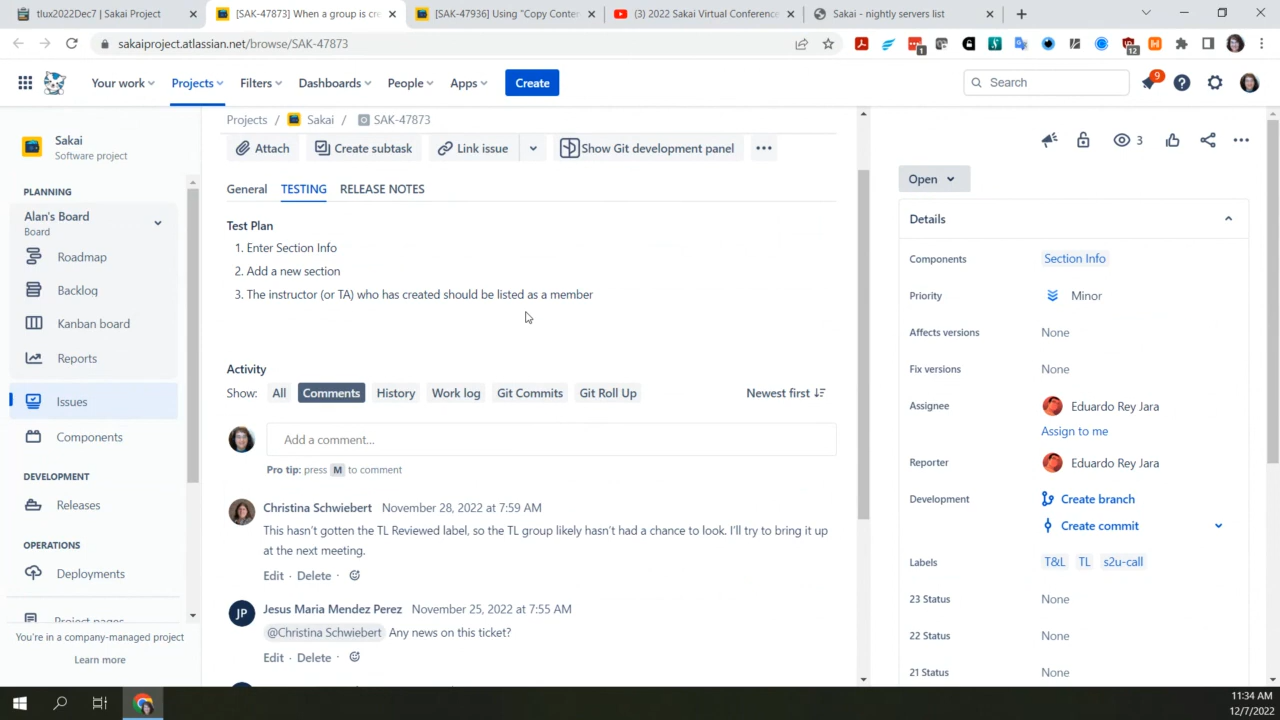 tlux2022Dec7 | Sakai Project
[SAK-47873] When a group is cre
[SAK-47936] Using "Copy Conten
(3) 2022 Sakai Virtual Conference
Sakai - nightly servers list
sakaiproject.atlassian.net/browse/SAK-47873
1
12
Your work
Projects
Filters
Dashboards
People
Apps
Create
Search
9
Sakai
Software project
PLANNING
Alan's Board
Board
Roadmap
Backlog
Kanban board
Reports
Issues
Components
DEVELOPMENT
Releases
OPERATIONS
Deployments
Project pages
You're in a company-managed project
Learn more
Projects / Sakai / SAK-47873
Attach
Create subtask
Link issue
Show Git development panel
General
TESTING
RELEASE NOTES
Test Plan
1. Enter Section Info
2. Add a new section
3. The instructor (or TA) who has created should be listed as a member
Activity
Show: All Comments History Work log Git Commits Git Roll Up
Newest first
Add a comment...
Pro tip: press M to comment
Christina Schwiebert November 28, 2022 at 7:59 AM
This hasn't gotten the TL Reviewed label, so the TL group likely hasn't had a chance to look. I'll try to bring it up
at the next meeting.
Edit · Delete ·
JP
Jesus Maria Mendez Perez November 25, 2022 at 7:55 AM
@Christina Schwiebert Any news on this ticket?
Edit · Delete ·
3
Open
Details
Components
Section Info
Priority
Minor
Affects versions
None
Fix versions
None
Assignee
Eduardo Rey Jara
Assign to me
Reporter
Eduardo Rey Jara
Development
Create branch
Create commit
Labels
T&L TL s2u-call
23 Status
None
22 Status
None
21 Status
None
11:34 AM
12/7/2022